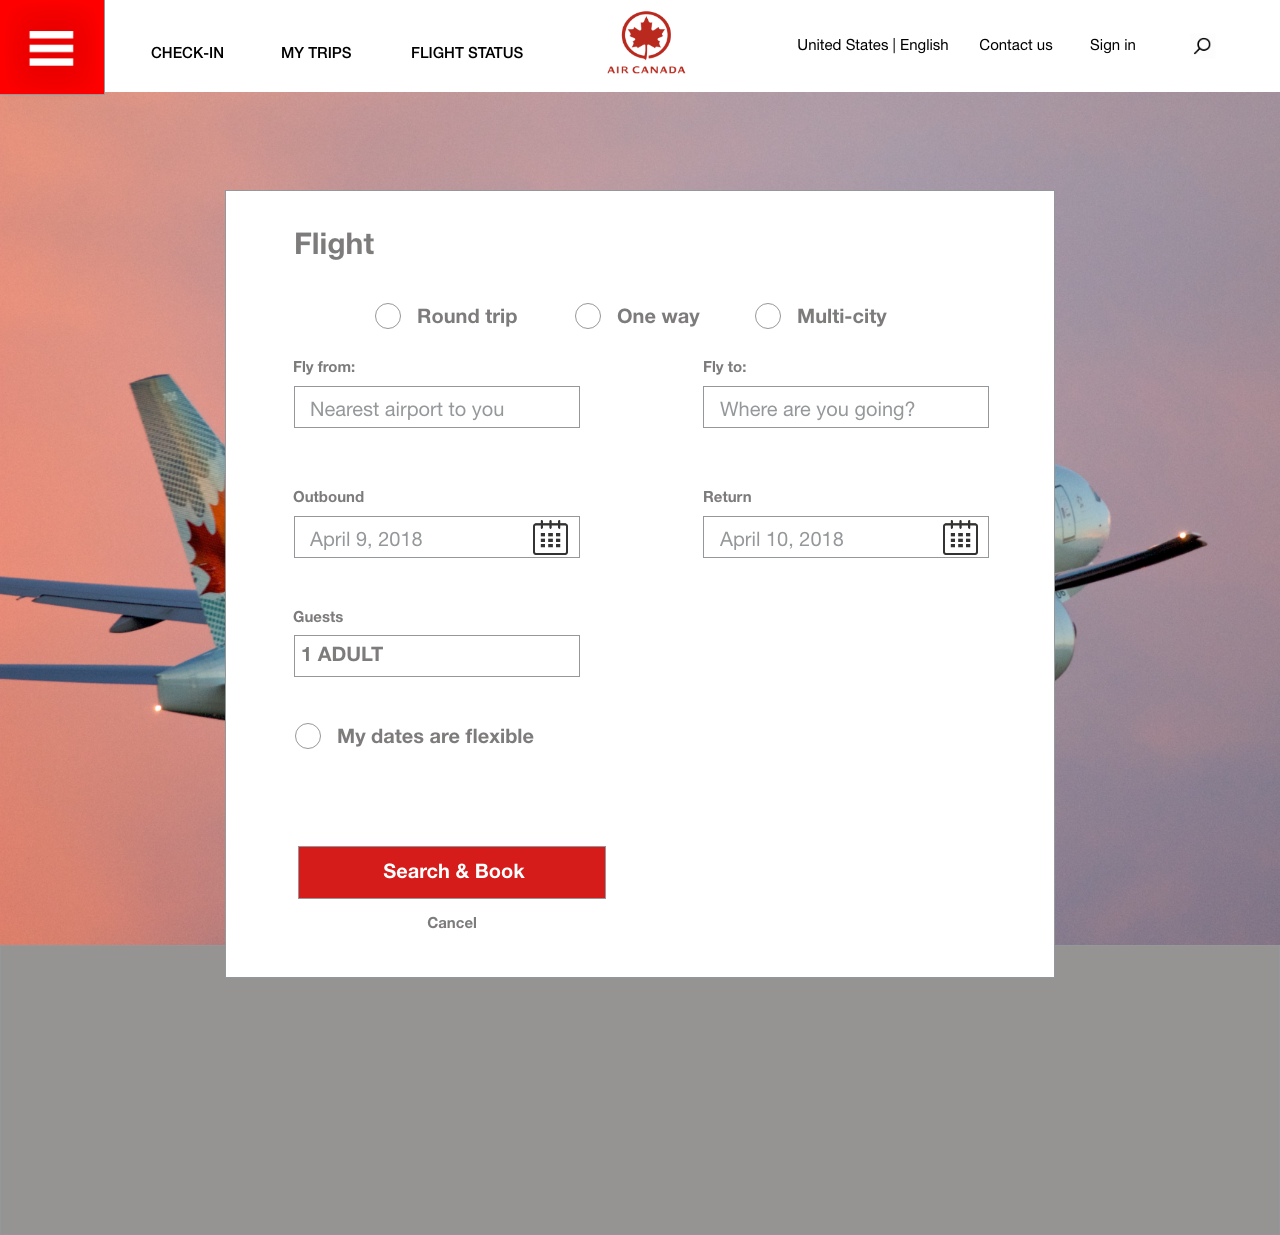 CHECK-IN
MY TRIPS
FLIGHT STATUS
AIR CANADA
United States | English
Contact us
Sign in
Flight
Round trip
One way
Multi-city
Fly from:
Fly to:
Nearest airport to you
Where are you going?
Outbound
Return
April 9, 2018
April 10, 2018
Guests
1 ADULT
My dates are flexible
Search & Book
Cancel